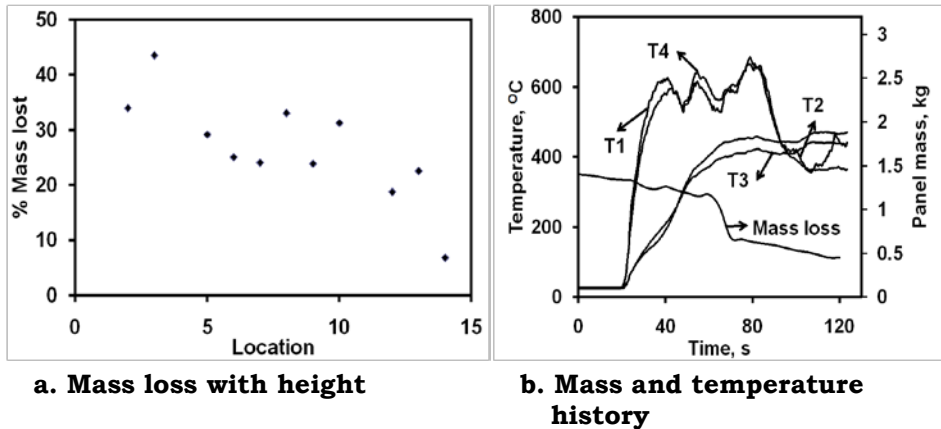 50
40
30
20
10
0
% Mass lost
0 5 10 15
Location
a. Mass loss with height
800
600
400
200
0
Temperature, ºC
T4
T1
T2
T3
Mass loss
3
2.5
2
1.5
1
0.5
0
Panel mass, kg
0 40 80 120
Time, s
b. Mass and temperature
history